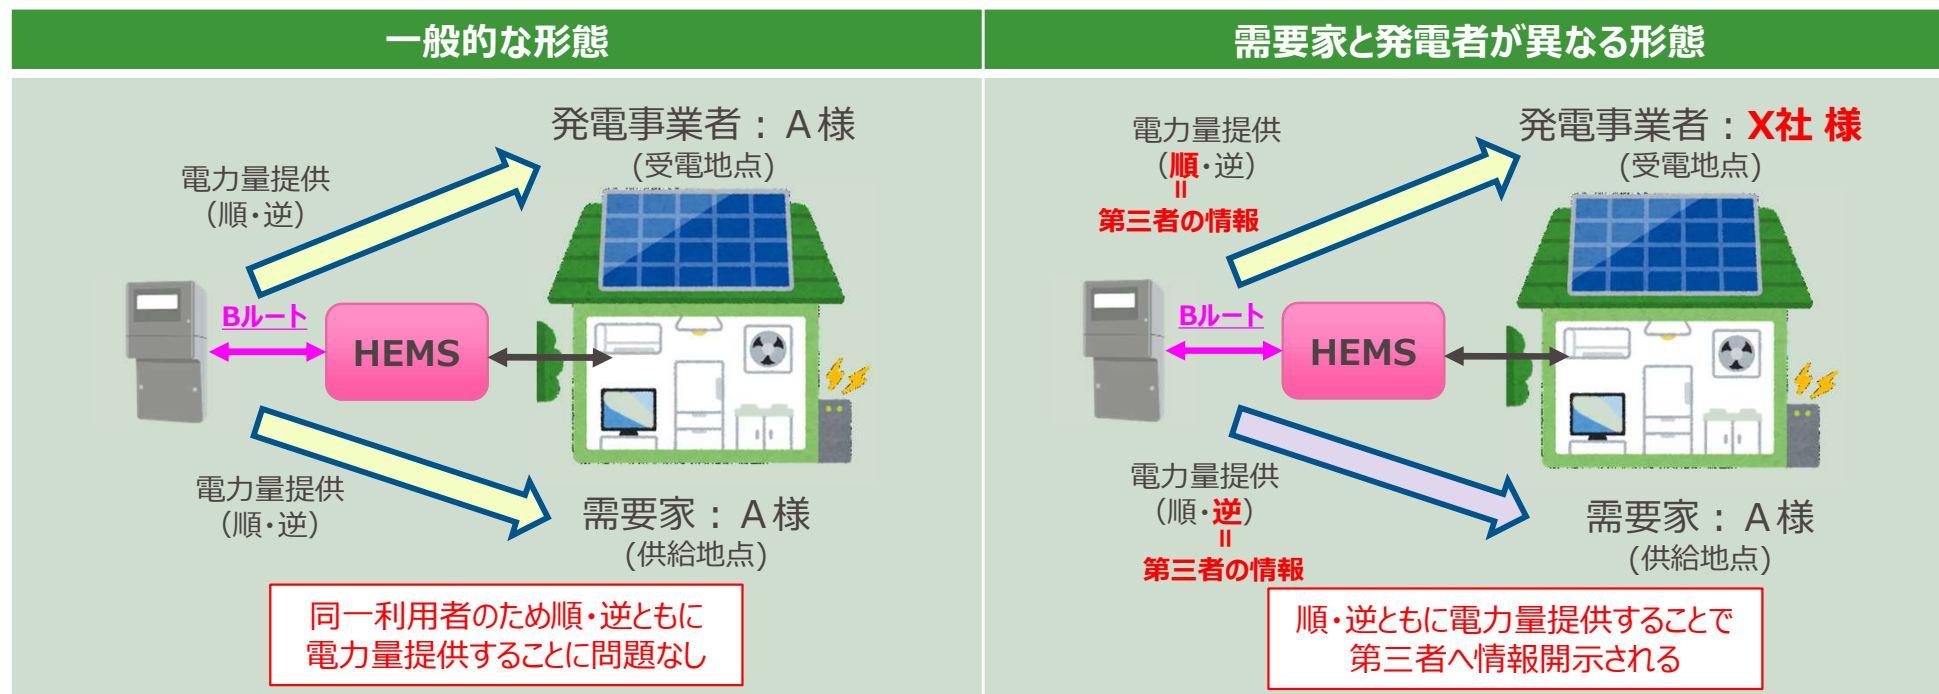 一般的な形態
発電事業者：Ａ様
(受電地点)
電力量提供
（順・逆）
Bルート
HEMS
電力量提供
（順・逆）
需要家：Ａ様
(供給地点)
同一利用者のため順・逆ともに
電力量提供することに問題なし
需要家と発電者が異なる形態
発電事業者：X社 様
(受電地点)
電力量提供
（順・逆）
＝
第三者の情報
Bルート
HEMS
電力量提供
（順・逆）
＝
第三者の情報
需要家：Ａ様
(供給地点)
順・逆ともに電力量提供することで
第三者へ情報開示される